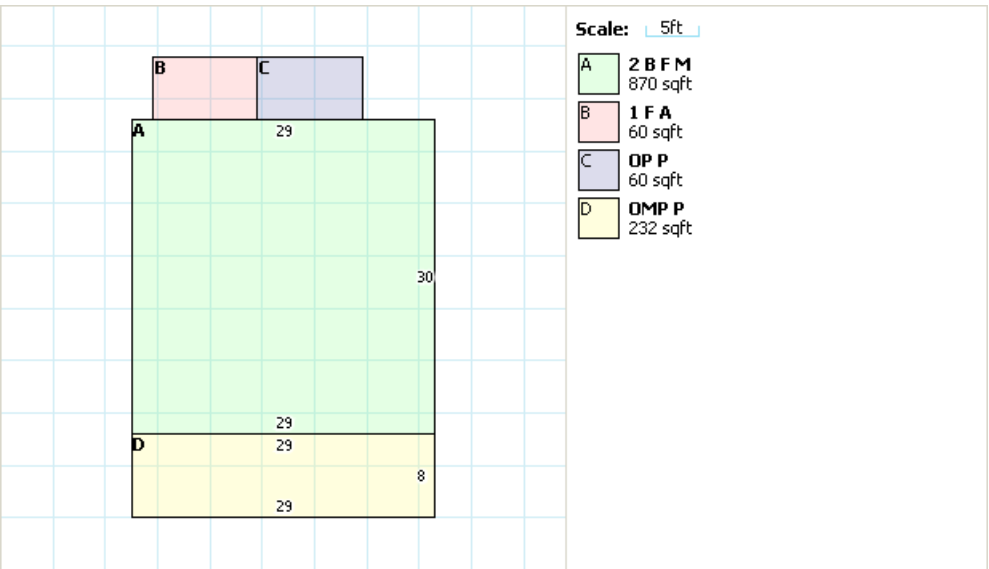 Scale: 5ft
B
C
A
29
30
29
D
29
8
29
A
2 B F M
870 sqft
B
1 F A
60 sqft
C
OP P
60 sqft
D
OMP P
232 sqft